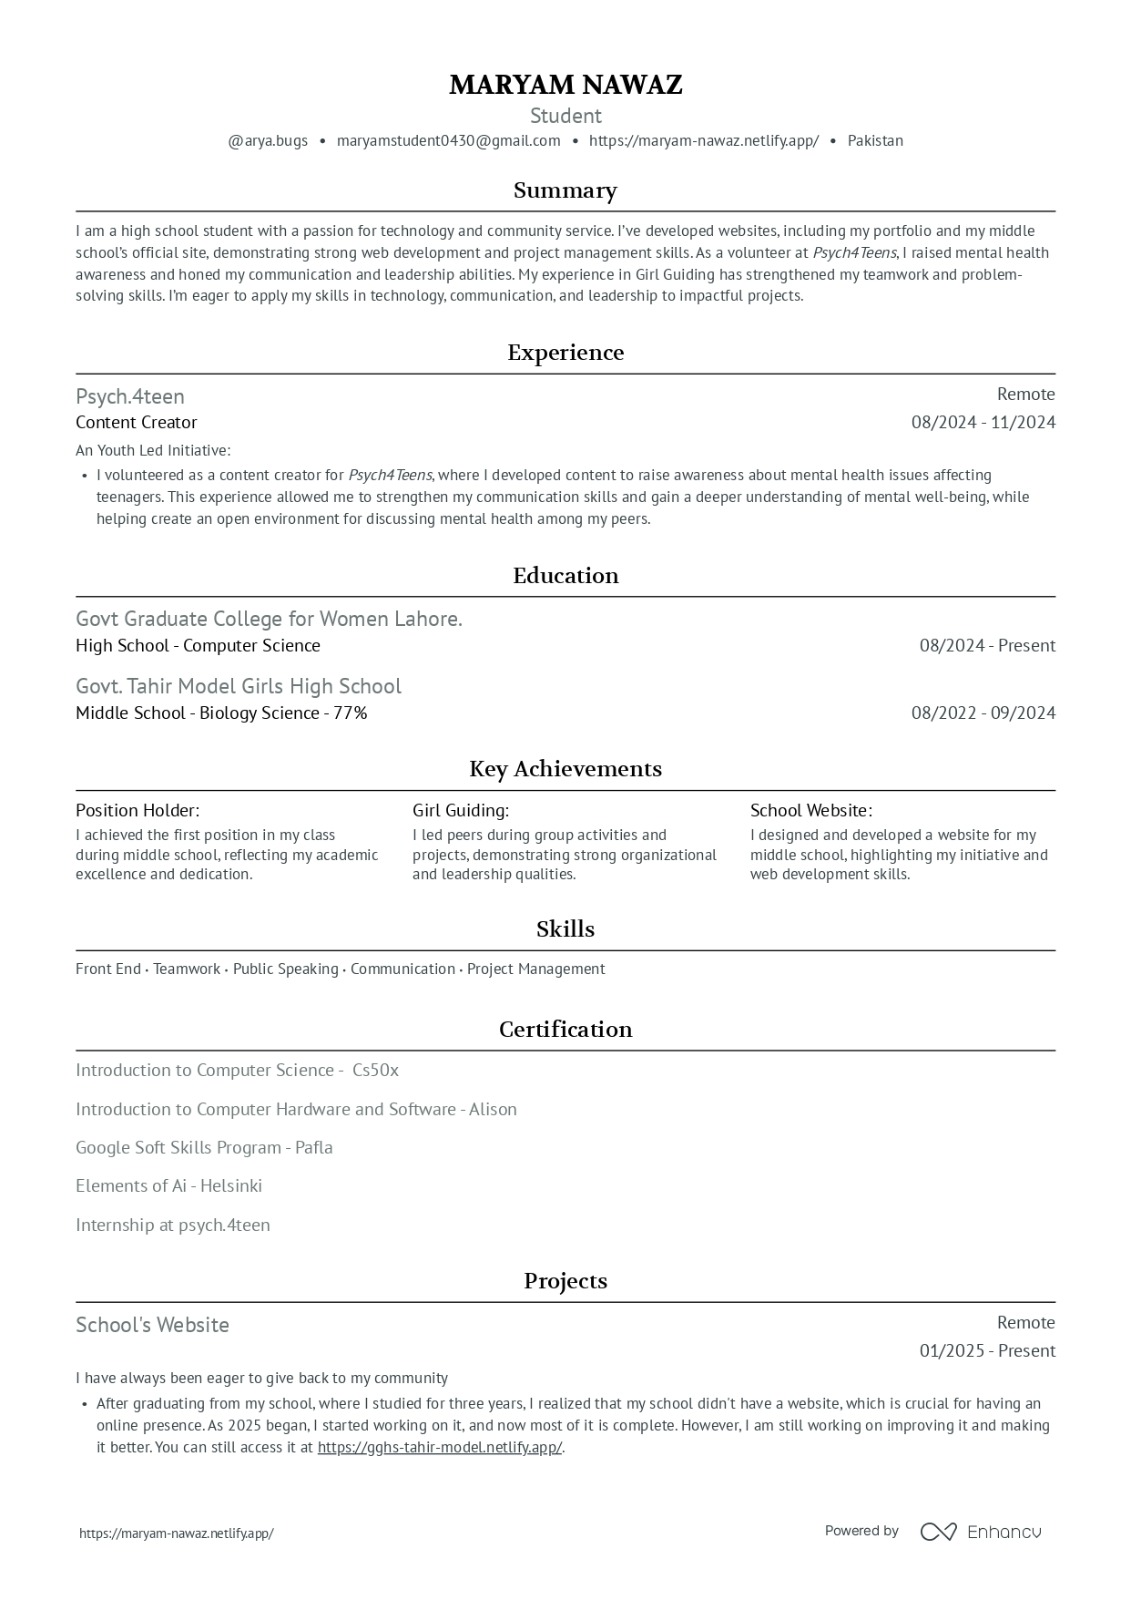 MARYAM NAWAZ
Student
@arya.bugs • maryamstudent0430@gmail.com • https://maryam-nawaz.netlify.app/ • Pakistan
Summary
I am a high school student with a passion for technology and community service. I’ve developed websites, including my portfolio and my middle
school’s official site, demonstrating strong web development and project management skills. As a volunteer at Psych4Teens, I raised mental health
awareness and honed my communication and leadership abilities. My experience in Girl Guiding has strengthened my teamwork and problem-
solving skills. I’m eager to apply my skills in technology, communication, and leadership to impactful projects.
Experience
Psych.4teen Remote
Content Creator 08/2024 - 11/2024
An Youth Led Initiative:
• I volunteered as a content creator for Psych4Teens, where I developed content to raise awareness about mental health issues affecting
teenagers. This experience allowed me to strengthen my communication skills and gain a deeper understanding of mental well-being, while
helping create an open environment for discussing mental health among my peers.
Education
Govt Graduate College for Women Lahore.
High School - Computer Science 08/2024 - Present
Govt. Tahir Model Girls High School
Middle School - Biology Science - 77% 08/2022 - 09/2024
Key Achievements
Position Holder:
I achieved the first position in my class
during middle school, reflecting my academic
excellence and dedication.
Girl Guiding:
I led peers during group activities and
projects, demonstrating strong organizational
and leadership qualities.
School Website:
I designed and developed a website for my
middle school, highlighting my initiative and
web development skills.
Skills
Front End · Teamwork · Public Speaking · Communication · Project Management
Certification
Introduction to Computer Science - Cs50x
Introduction to Computer Hardware and Software - Alison
Google Soft Skills Program - Pafla
Elements of Ai - Helsinki
Internship at psych.4teen
Projects
School's Website Remote
01/2025 - Present
I have always been eager to give back to my community
• After graduating from my school, where I studied for three years, I realized that my school didn't have a website, which is crucial for having an
online presence. As 2025 began, I started working on it, and now most of it is complete. However, I am still working on improving it and making
it better. You can still access it at https://gghs-tahir-model.netlify.app/.
https://maryam-nawaz.netlify.app/ Powered by Enhancv